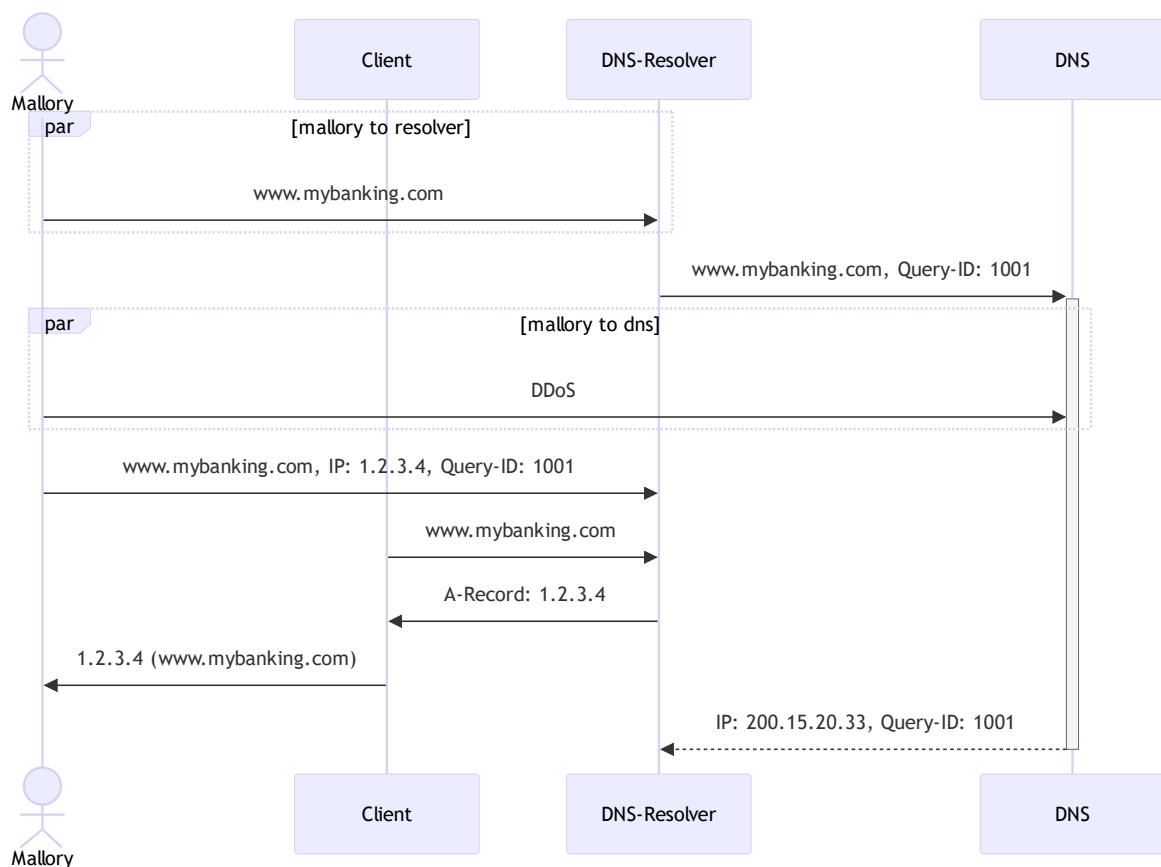 Client
DNS-Resolver
DNS
Mallory
par
[mallory to resolver]
www.mybanking.com
www.mybanking.com, Query-ID: 1001
par
[mallory to dns]
DDoS
www.mybanking.com, IP: 1.2.3.4, Query-ID: 1001
www.mybanking.com
A-Record: 1.2.3.4
1.2.3.4 (www.mybanking.com)
IP: 200.15.20.33, Query-ID: 1001
Client
DNS-Resolver
DNS
Mallory